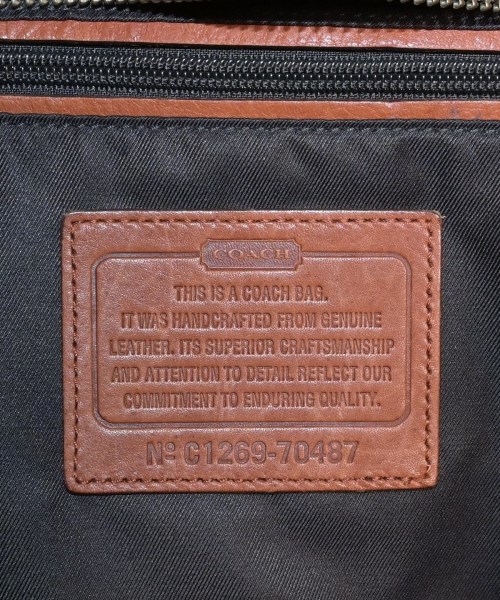 COACH
THIS IS A COACH BAG.
IT WAS HANDCRAFTED FROM GENUINE
LEATHER. ITS SUPERIOR CRAFTSMANSHIP
AND ATTENTION TO DETAIL REFLECT OUR
COMMITMENT TO ENDURING QUALITY.
Nº C1269-70487